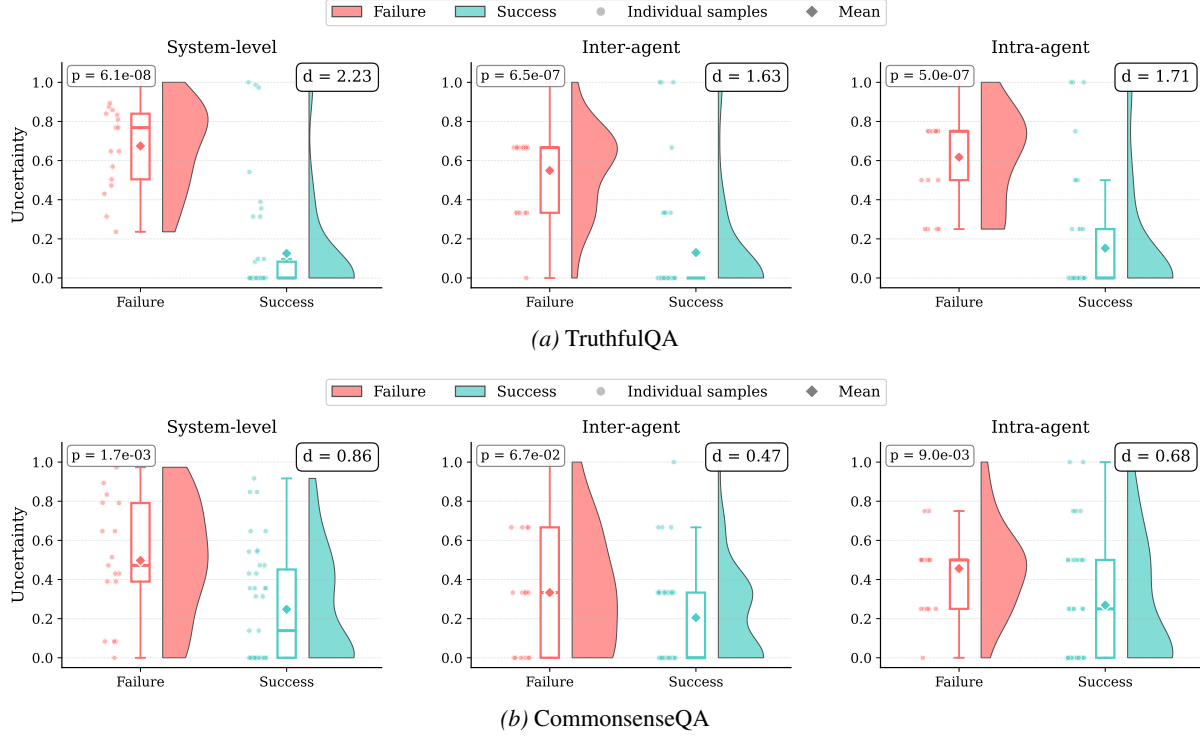 Failure Success Individual samples Mean
System-level Inter-agent Intra-agent
p = 6.1e-08 d = 2.23 p = 6.5e-07 d = 1.63 p = 5.0e-07 d = 1.71
Uncertainty
1.0
0.8
0.6
0.4
0.2
0.0
Failure Success Failure Success Failure Success
(a) TruthfulQA
Failure Success Individual samples Mean
System-level Inter-agent Intra-agent
p = 1.7e-03 d = 0.86 p = 6.7e-02 d = 0.47 p = 9.0e-03 d = 0.68
Uncertainty
1.0
0.8
0.6
0.4
0.2
0.0
Failure Success Failure Success Failure Success
(b) CommonsenseQA